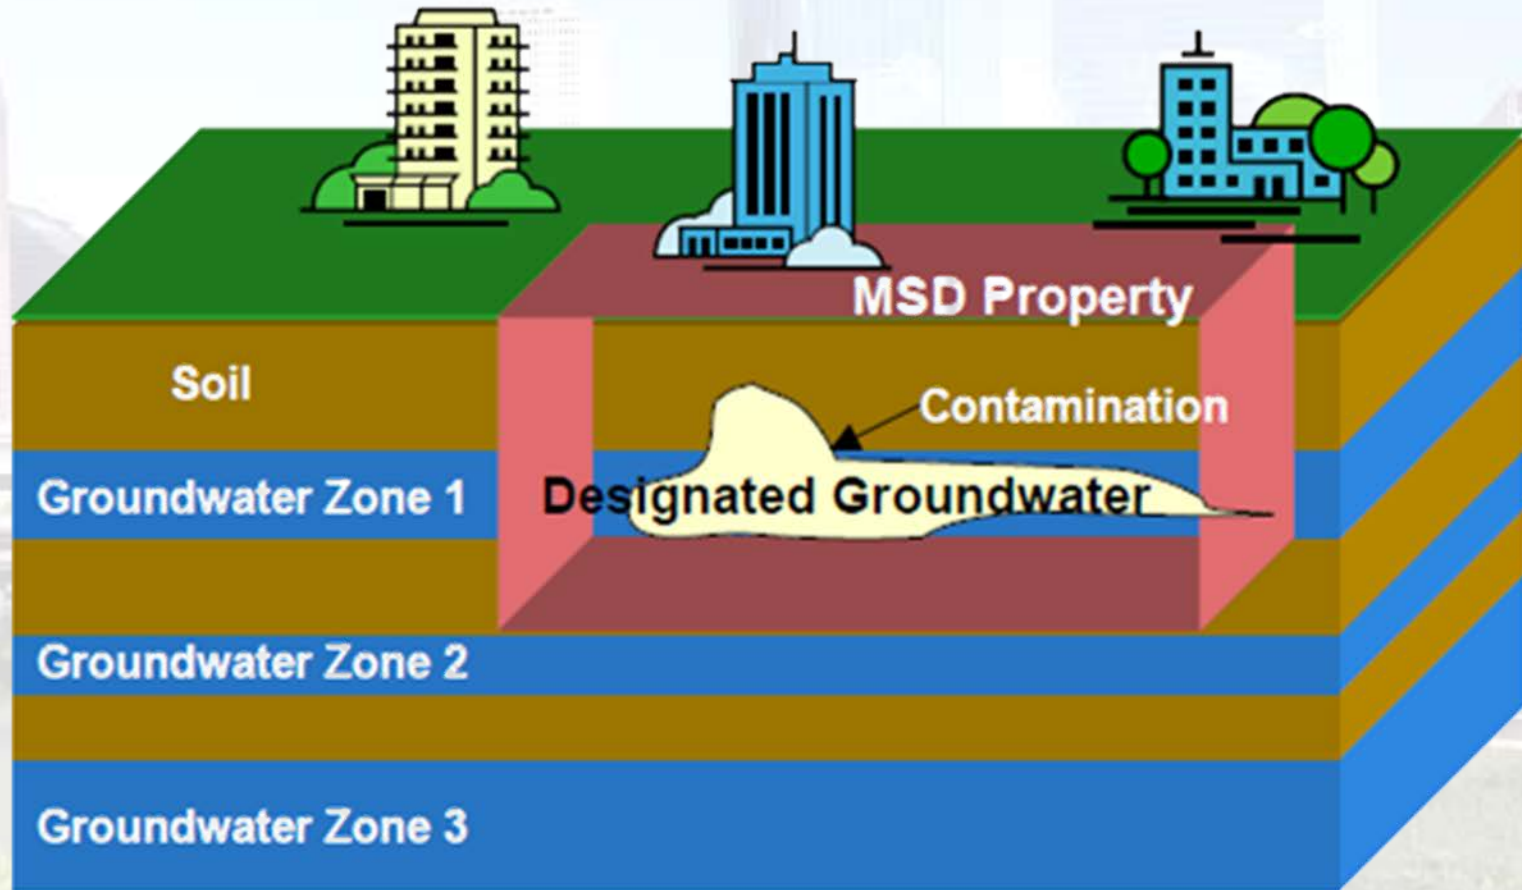 MSD Property
Soil
Contamination
Groundwater Zone 1
Designated Groundwater
Groundwater Zone 2
Groundwater Zone 3